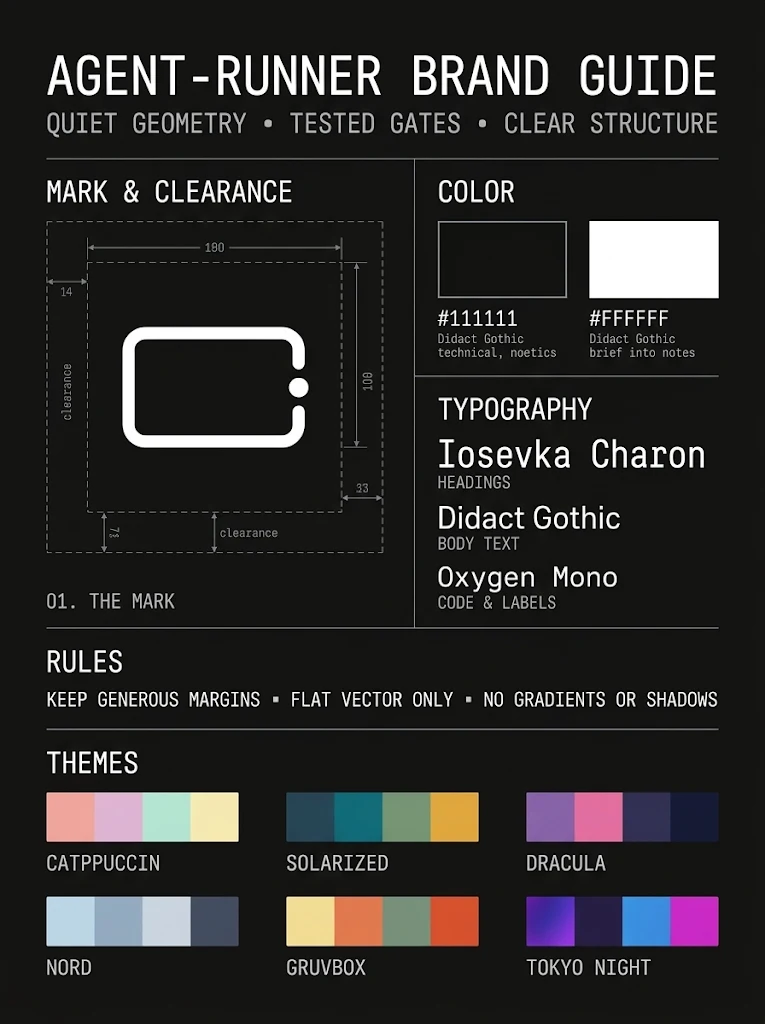 AGENT-RUNNER BRAND GUIDE
QUIET GEOMETRY • TESTED GATES • CLEAR STRUCTURE
MARK & CLEARANCE
180
14
clearance
100
33
clearance
01. THE MARK
COLOR
#111111
Didact Gothic
technical, noetics
#FFFFFF
Didact Gothic
brief into notes
TYPOGRAPHY
Iosevka Charon
HEADINGS
Didact Gothic
BODY TEXT
Oxygen Mono
CODE & LABELS
RULES
KEEP GENEROUS MARGINS ▪ FLAT VECTOR ONLY ▪ NO GRADIENTS OR SHADOWS
THEMES
CATPPUCCIN
SOLARIZED
DRACULA
NORD
GRUVBOX
TOKYO NIGHT